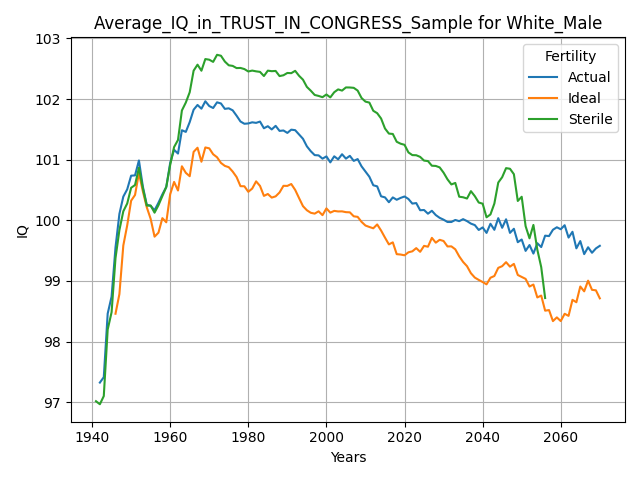 Average_IQ_in_TRUST_IN_CONGRESS_Sample for White_Male
103
102
101
100
99
98
97
IQ
1940
1960
1980
2000
2020
2040
2060
Years
Fertility
Actual
Ideal
Sterile